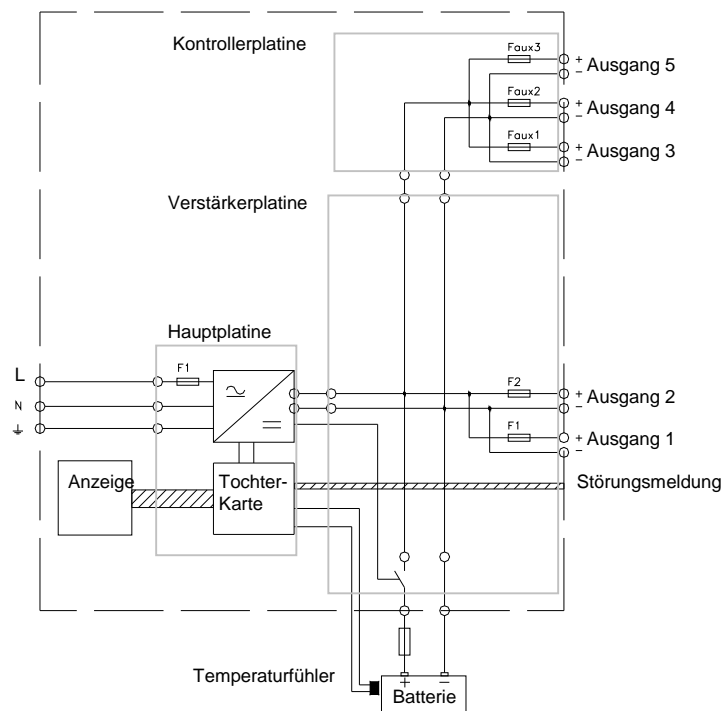 Kontrollerplatine
Faux3
+ Ausgang 5
−
Faux2
+ Ausgang 4
−
Faux1
+ Ausgang 3
−
Verstärkerplatine
Hauptplatine
L
F1
N
F2
+ Ausgang 2
−
F1
+ Ausgang 1
−
Anzeige
Tochter-
Karte
Störungsmeldung
Temperaturfühler
+ −
Batterie